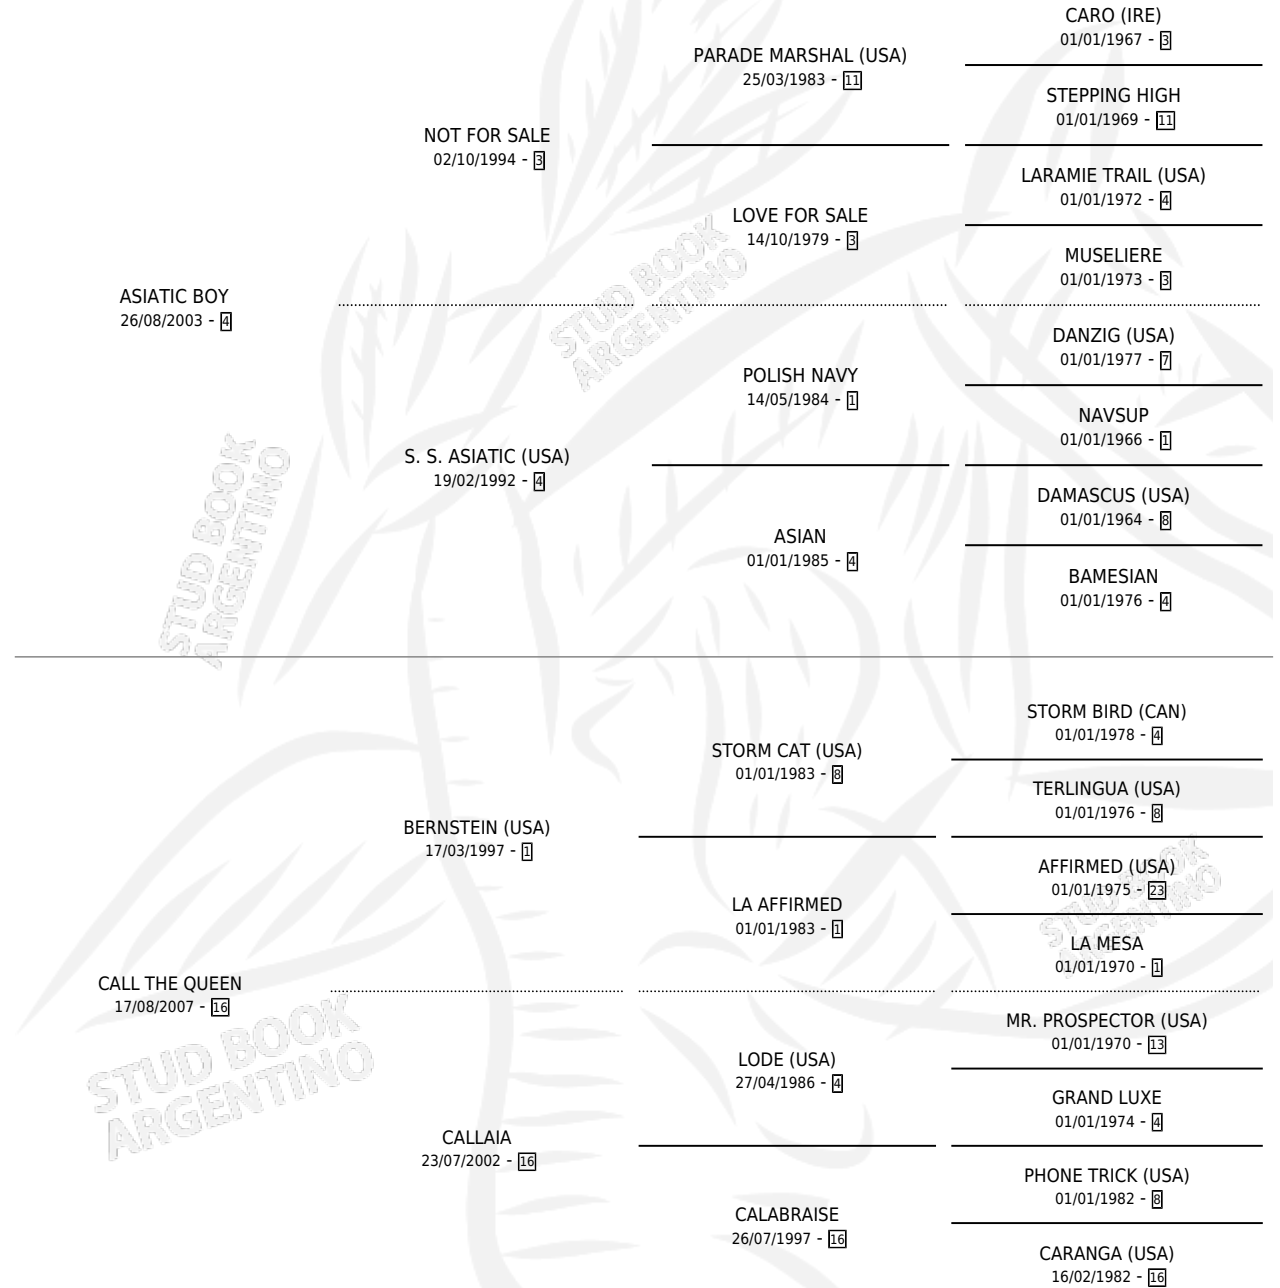 CARO (IRE)
01/01/1967 - 3
PARADE MARSHAL (USA)
25/03/1983 - 11
STEPPING HIGH
01/01/1969 - 11
NOT FOR SALE
02/10/1994 - 3
LARAMIE TRAIL (USA)
01/01/1972 - 4
LOVE FOR SALE
14/10/1979 - 3
MUSELIERE
01/01/1973 - 3
ASIATIC BOY
26/08/2003 - 4
STUD BOOK
ARGENTINO
DANZIG (USA)
01/01/1977 - 7
POLISH NAVY
14/05/1984 - 1
NAVSUP
01/01/1966 - 1
S. S. ASIATIC (USA)
19/02/1992 - 4
DAMASCUS (USA)
01/01/1964 - 8
ASIAN
01/01/1985 - 4
BAMESIAN
01/01/1976 - 4
STUD BOOK
ARGENTINO
STORM BIRD (CAN)
01/01/1978 - 4
STORM CAT (USA)
01/01/1983 - 8
TERLINGUA (USA)
01/01/1976 - 8
BERNSTEIN (USA)
17/03/1997 - 1
AFFIRMED (USA)
01/01/1975 - 23
LA AFFIRMED
01/01/1983 - 1
STUD BOOK
ARGENTINO
LA MESA
01/01/1970 - 1
CALL THE QUEEN
17/08/2007 - 16
MR. PROSPECTOR (USA)
01/01/1970 - 13
LODE (USA)
27/04/1986 - 4
STUD BOOK
ARGENTINO
GRAND LUXE
01/01/1974 - 4
CALLAIA
23/07/2002 - 16
PHONE TRICK (USA)
01/01/1982 - 8
CALABRAISE
26/07/1997 - 16
CARANGA (USA)
16/02/1982 - 16